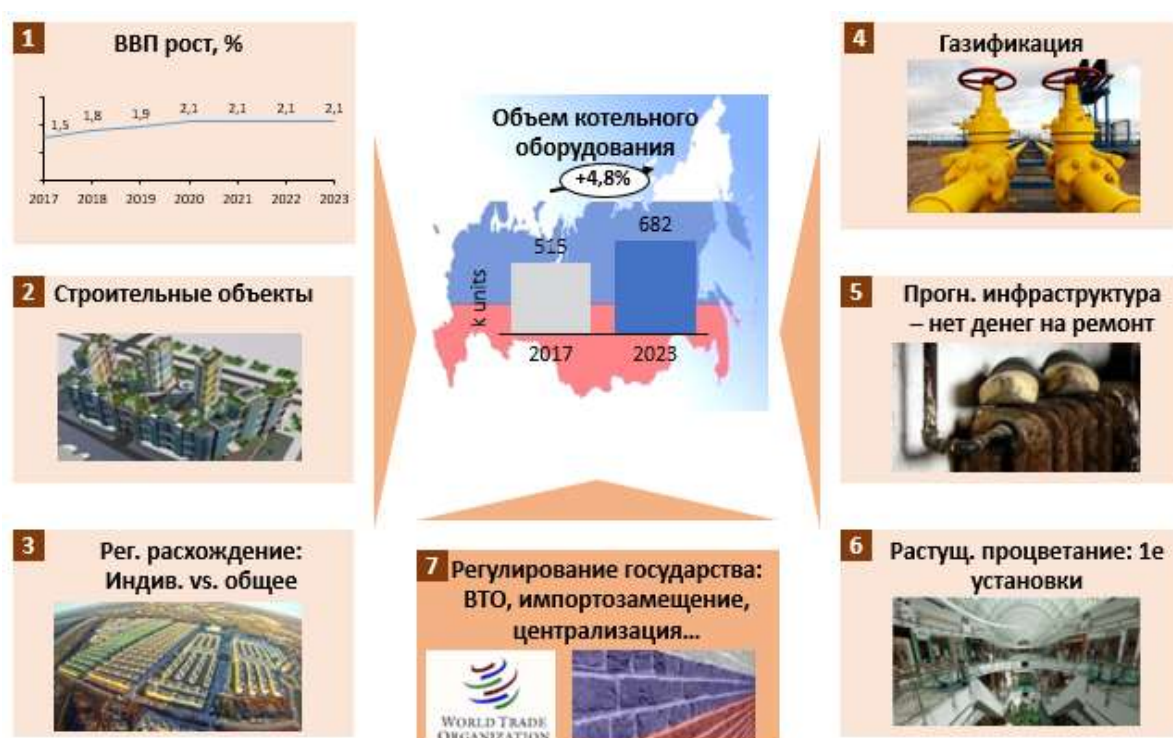 1
ВВП рост, %
1,5
1,8
1,9
2,1
2,1
2,1
2,1
2017
2018
2019
2020
2021
2022
2023
2
Строительные объекты
3
Рег. расхождение:
Индив. vs. общее
Объем котельного
оборудования
+4,8%
k units
515
682
2017
2023
7
Регулирование государства:
ВТО, импортозамещение,
централизация...
WORLD TRADE
ORGANIZATION
4
Газификация
5
Прогн. инфраструктура
– нет денег на ремонт
6
Растущ. процветание: 1е
установки